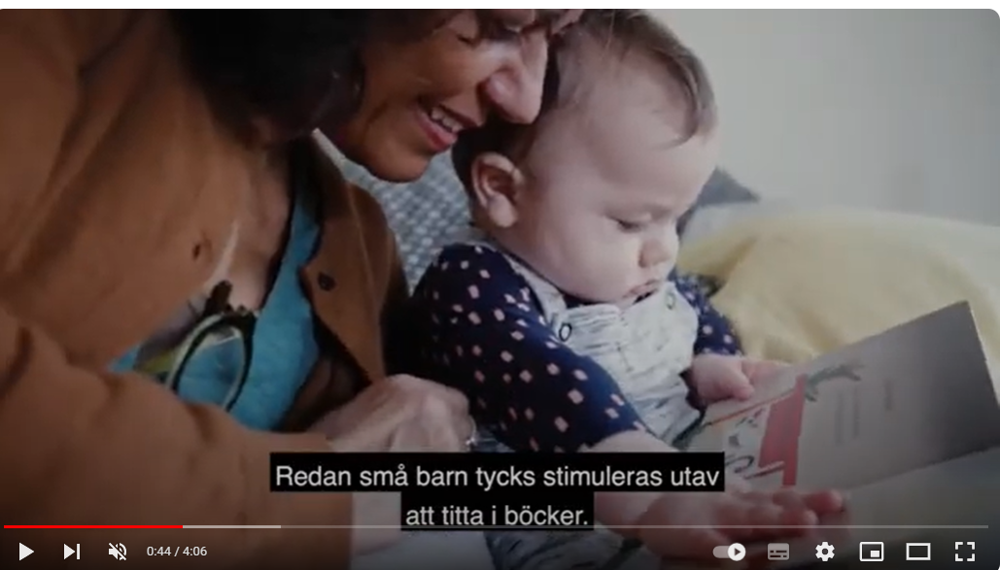 Redan små barn tycks stimuleras utav
att titta i böcker.
0:44 / 4:06